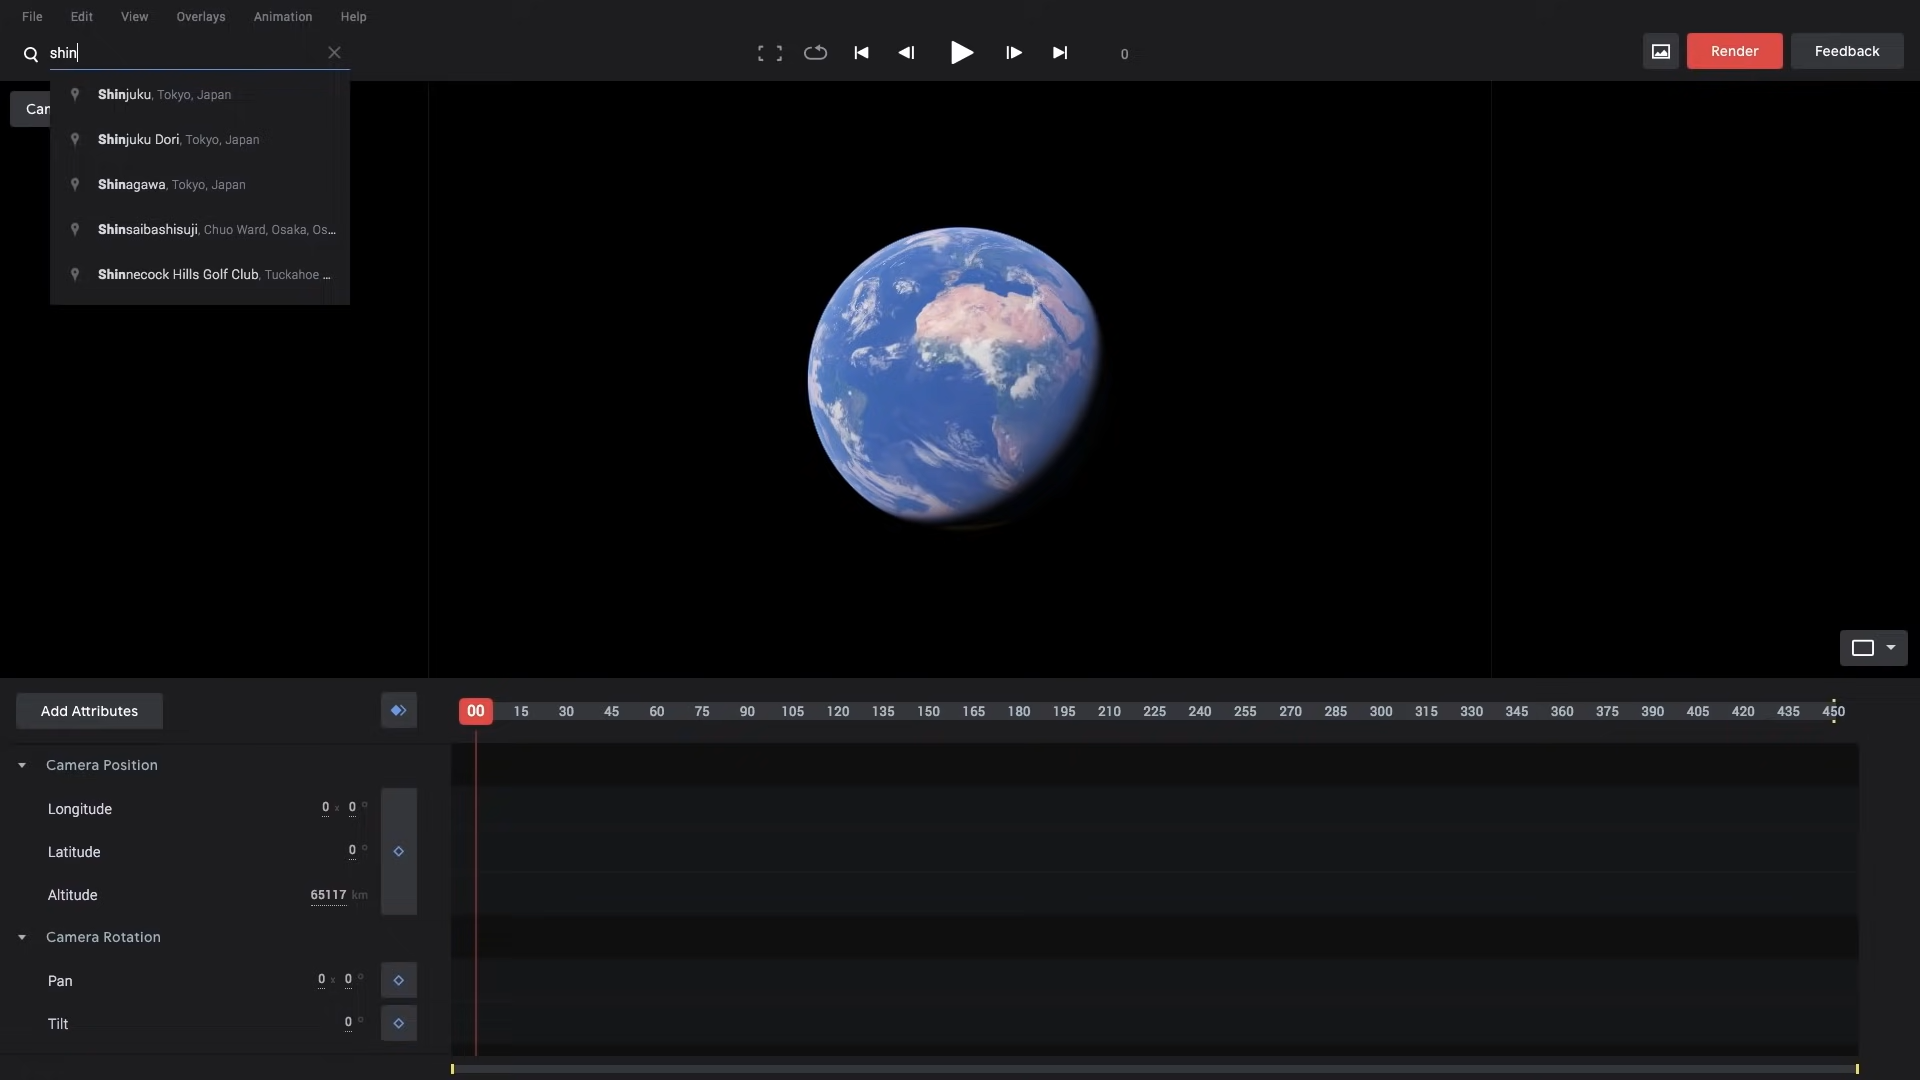 File Edit View Overlays Animation Help
shin
0
Render
Feedback
Can
Shinjuku, Tokyo, Japan
Shinjuku Dori, Tokyo, Japan
Shinagawa, Tokyo, Japan
Shinsaibashisuji, Chuo Ward, Osaka, Os...
Shinnecock Hills Golf Club, Tuckahoe ...
Add Attributes
00 15 30 45 60 75 90 105 120 135 150 165 180 195 210 225 240 255 270 285 300 315 330 345 360 375 390 405 420 435 450
Camera Position
Longitude 0 x 0 °
Latitude 0 °
Altitude 65117 km
Camera Rotation
Pan 0 x 0 °
Tilt 0 °